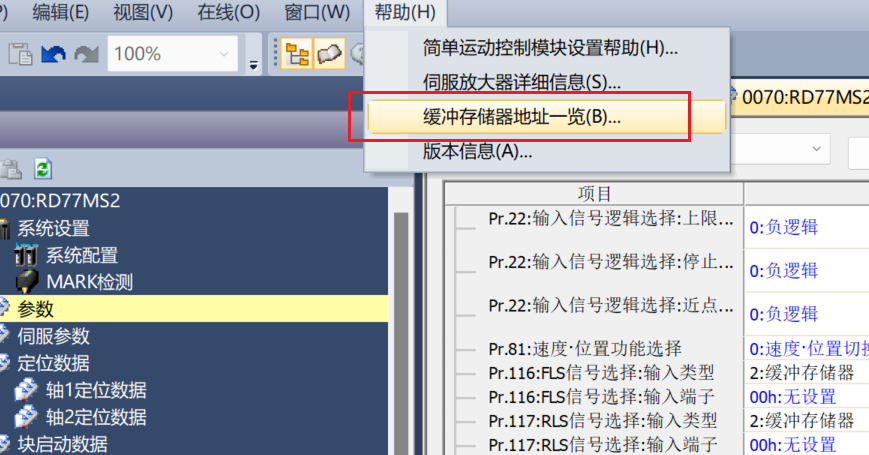 P) 编辑(E) 视图(V) 在线(O) 窗口(W) 帮助(H)
100%
简单运动控制模块设置帮助(H)...
伺服放大器详细信息(S)...
缓冲存储器地址一览(B)...
版本信息(A)...
0070:RD77MS2
070:RD77MS2
系统设置
系统配置
MARK检测
参数
伺服参数
定位数据
轴1定位数据
轴2定位数据
块启动数据
项目
Pr.22:输入信号逻辑选择:上限... 0:负逻辑
Pr.22:输入信号逻辑选择:停止... 0:负逻辑
Pr.22:输入信号逻辑选择:近点... 0:负逻辑
Pr.81:速度·位置功能选择 0:速度·位置切换
Pr.116:FLS信号选择:输入类型 2:缓冲存储器
Pr.116:FLS信号选择:输入端子 00h:无设置
Pr.117:RLS信号选择:输入类型 2:缓冲存储器
Pr.117:RLS信号选择:输入端子 00h:无设置